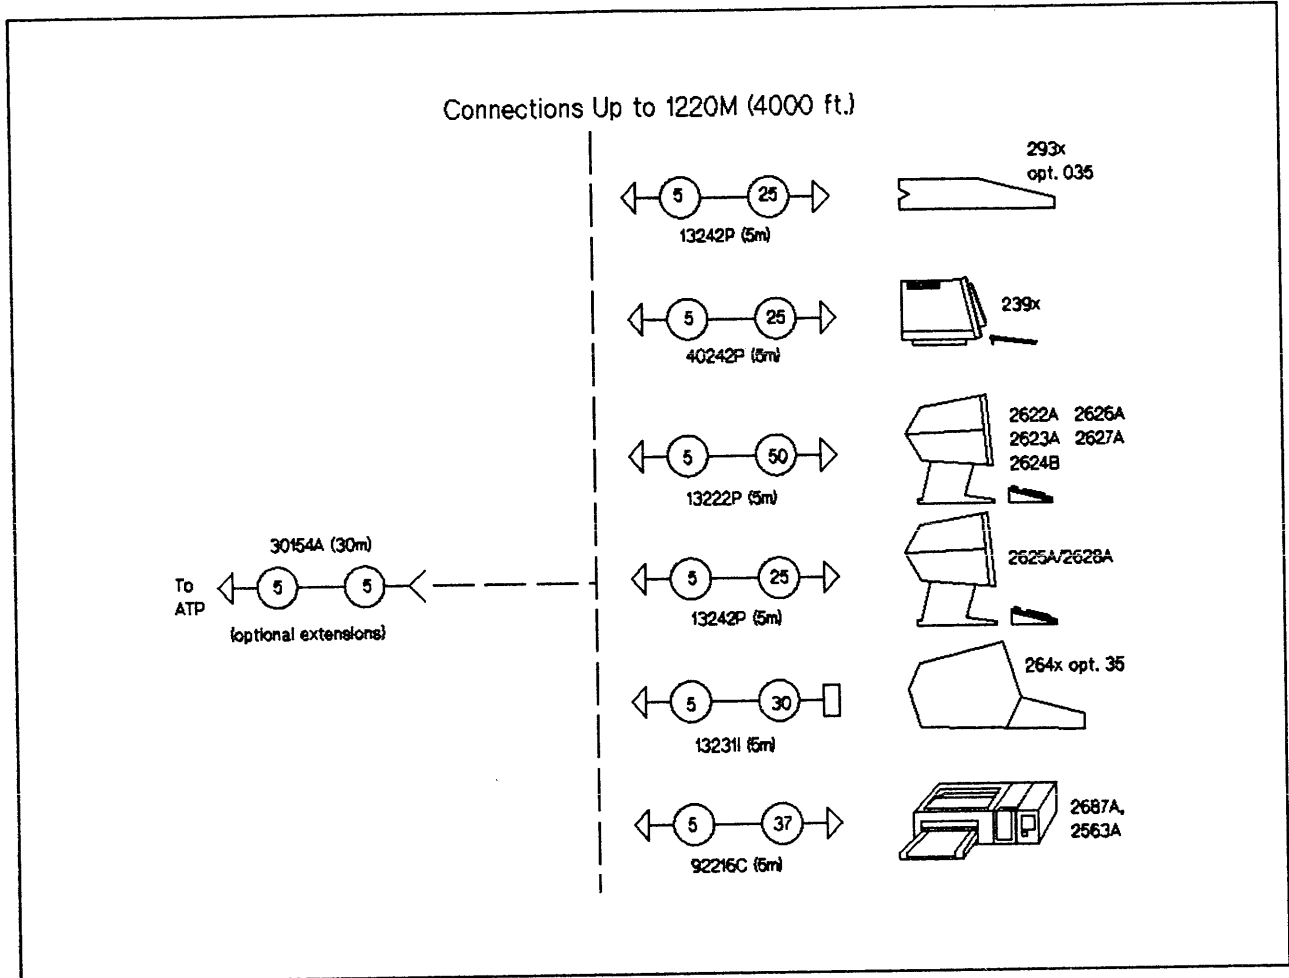 Connections Up to 1220M (4000 ft.)
293x
opt. 035
5
25
13242P (5m)
239x
5
25
40242P (5m)
2622A 2626A
2623A 2627A
2624B
5
50
13222P (5m)
30154A (30m)
To
ATP
5
5
(optional extensions)
2625A/2628A
5
25
13242P (5m)
264x opt. 35
5
30
13231II (5m)
2687A,
2563A
5
37
92216C (5m)